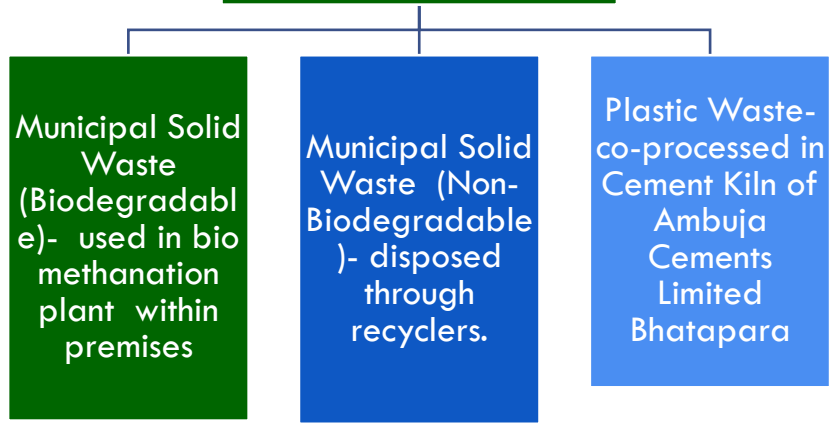 Municipal Solid
Waste
(Biodegradabl
e)- used in bio
methanation
plant within
premises
Municipal Solid
Waste (Non-
Biodegradable
)- disposed
through
recyclers.
Plastic Waste-
co-processed in
Cement Kiln of
Ambuja
Cements
Limited
Bhatapara